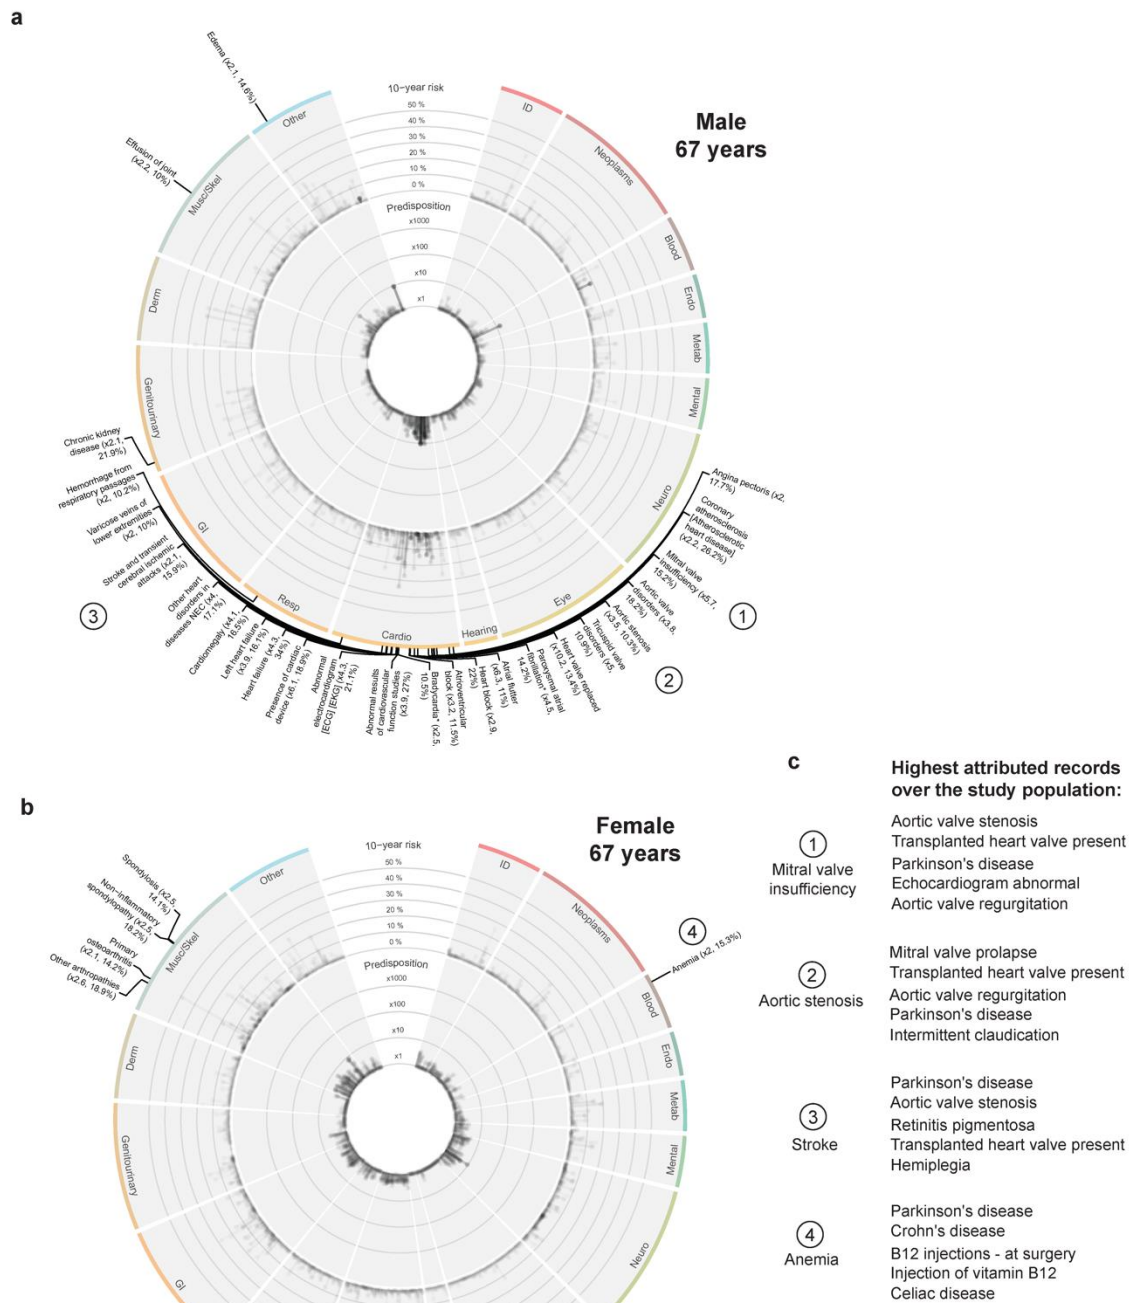 a
Edema (x2.1, 14.6%)
Effusion of joint
(x2.2, 10%)
10−year risk
50 %
40 %
30 %
20 %
10 %
0 %
Predisposition
x1000
x100
x10
x1
Male
67 years
ID
Neoplasms
Blood
Endo
Metab
Mental
Neuro
Eye
Hearing
Cardio
Resp
GI
Genitourinary
Derm
Musc/Skel
Other
Angina pectoris (x2,
17.7%)
Coronary
atherosclerosis
[Atherosclerotic
heart disease]
(x2.2, 26.2%)
Mitral valve
insufficiency (x5.7,
15.2%)
Aortic valve
disorders (x3.8,
18.2%)
Aortic stenosis
(x3.5, 10.3%)
Tricuspid valve
disorders (x5,
10.9%)
Heart valve replaced
(x10.2, 13.4%)
Paroxysmal atrial
fibrillation* (x4.5,
14.2%)
Atrial flutter
(x6.3, 11%)
Heart block (x2.9,
22%)
Atrioventricular
block (x3.2, 11.5%)
Bradycardia* (x2.5,
10.5%)
Abnormal results
of cardiovascular
function studies
(x3.9, 27%)
Abnormal
electrocardiogram
[ECG] [EKG] (x4.3,
21.1%)
Presence of cardiac
device (x6.1, 18.9%)
Heart failure (x4.3,
34%)
Left heart failure
(x3.9, 16.1%)
Cardiomegaly (x4.1,
16.5%)
Other heart
disorders in
diseases NEC (x4,
17.1%)
Stroke and transient
cerebral ischemic
attacks (x2.1,
15.9%)
Varicose veins of
lower extremities
(x2, 10%)
Hemorrhage from
respiratory passages
(x2, 10.2%)
Chronic kidney
disease (x2.1,
21.9%)
1
2
3
b
Female
67 years
10−year risk
50 %
40 %
30 %
20 %
10 %
0 %
Predisposition
x1000
x100
x10
x1
Spondylosis (x2.5,
14.1%)
Non−inflammatory
spondylopathy (x2.5,
18.2%)
Primary
osteoarthritis
(x2.1, 14.2%)
Other arthropathies
(x2.6, 18.9%)
4
Anemia (x2, 15.3%)
ID
Neoplasms
Blood
Endo
Metab
Mental
Neuro
GI
Genitourinary
Derm
Musc/Skel
Other
c
Highest attributed records
over the study population:
1
Mitral valve
insufficiency
Aortic valve stenosis
Transplanted heart valve present
Parkinson's disease
Echocardiogram abnormal
Aortic valve regurgitation
2
Aortic stenosis
Mitral valve prolapse
Transplanted heart valve present
Aortic valve regurgitation
Parkinson's disease
Intermittent claudication
3
Stroke
Parkinson's disease
Aortic valve stenosis
Retinitis pigmentosa
Transplanted heart valve present
Hemiplegia
4
Anemia
Parkinson's disease
Crohn's disease
B12 injections - at surgery
Injection of vitamin B12
Celiac disease